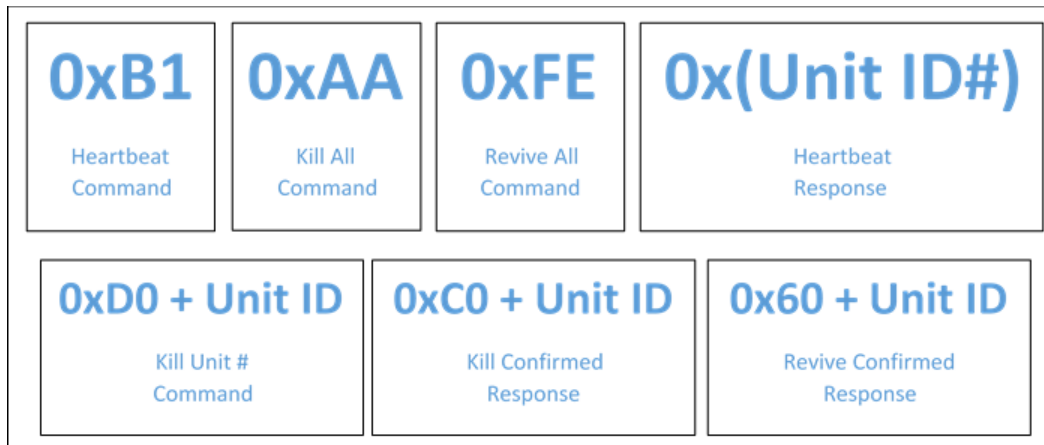 0xB1
Heartbeat
Command
0xAA
Kill All
Command
0xFE
Revive All
Command
0x(Unit ID#)
Heartbeat
Response
0xD0 + Unit ID
Kill Unit #
Command
0xC0 + Unit ID
Kill Confirmed
Response
0x60 + Unit ID
Revive Confirmed
Response